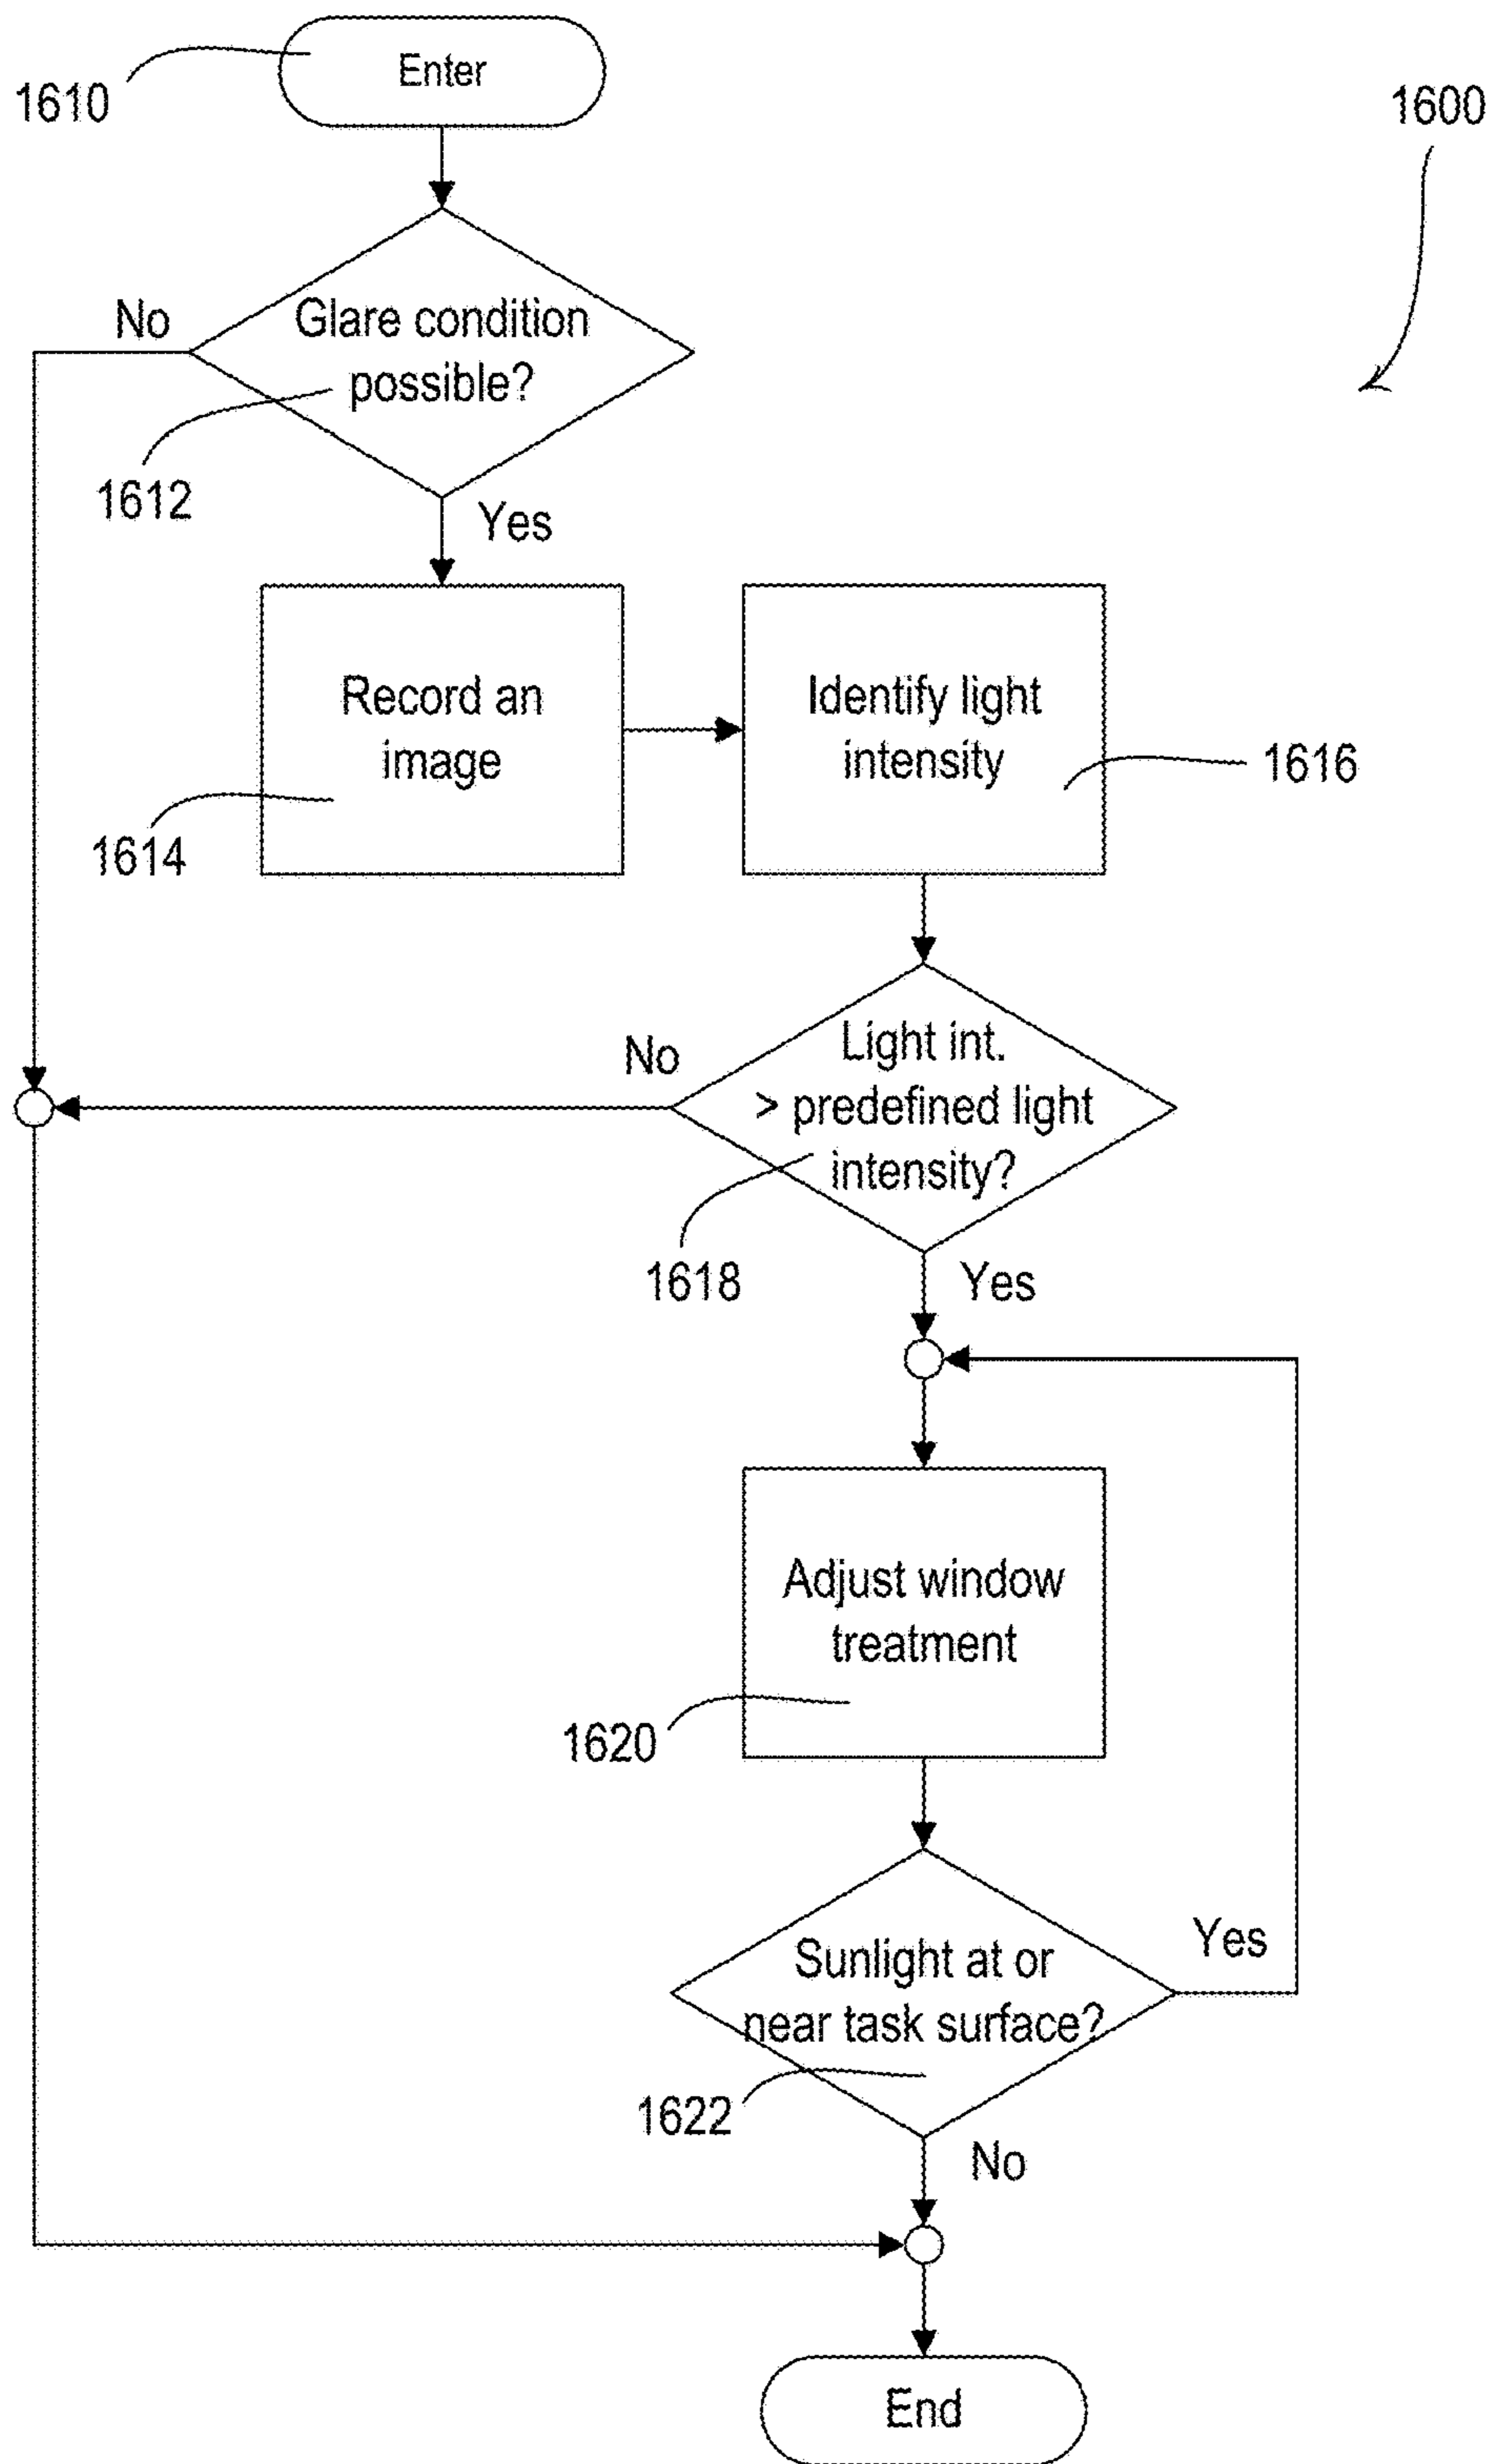 Enter
1610
1600
No
Glare condition
possible?
1612
Yes
Record an
image
1614
Identify light
intensity
1616
No
Light int.
> predefined light
intensity?
1618
Yes
Adjust window
treatment
1620
Sunlight at or
near task surface?
Yes
1622
No
End